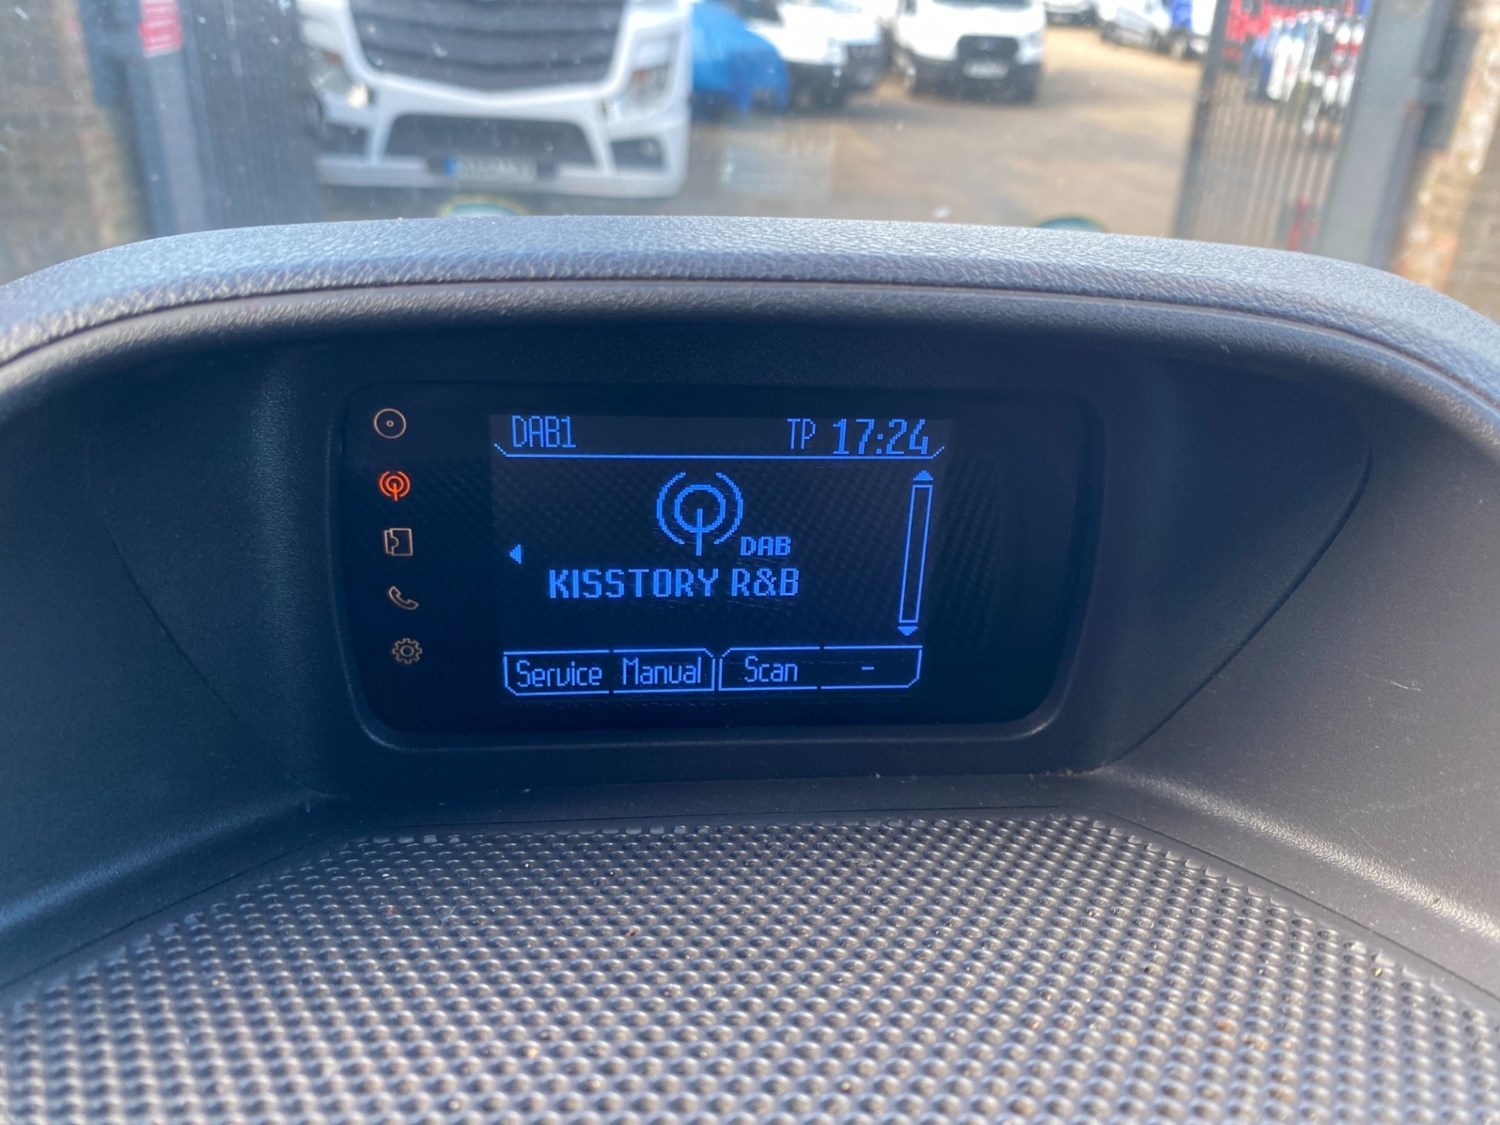 DAB1 TP 17:24
DAB
KISSTORY R&B
Service Manual Scan -